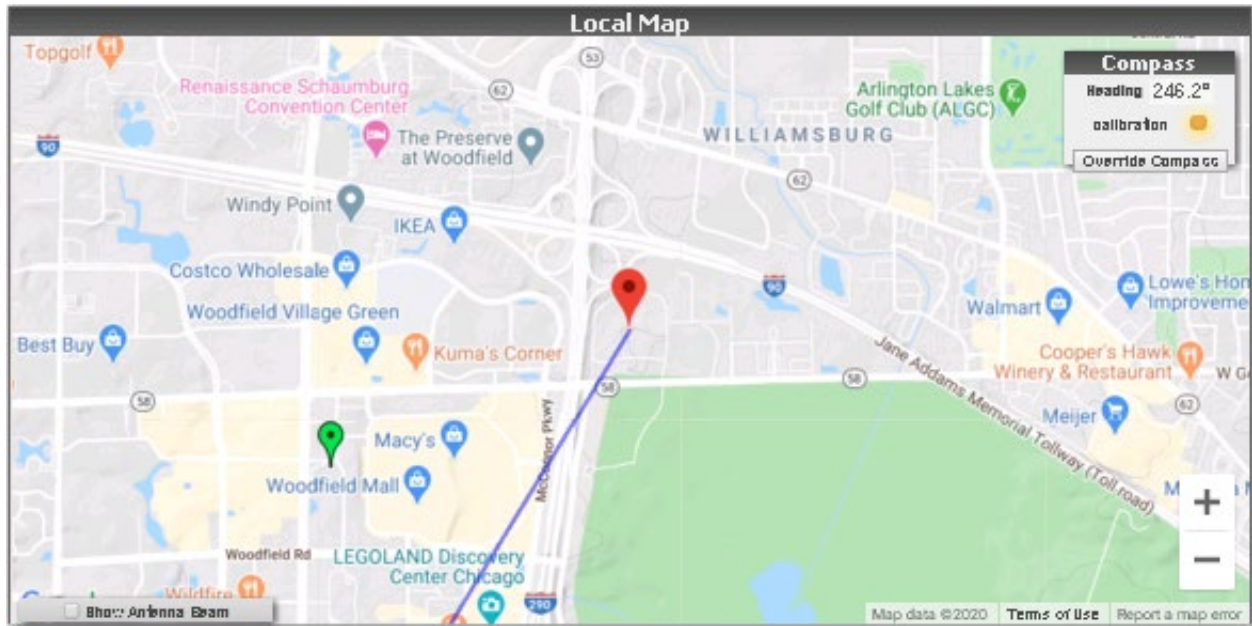 Local Map
Topgolf
53
Compass
Heading 246.2°
calibration
Override Compass
Renaissance Schaumburg
Convention Center
62
Arlington Lakes
Golf Club (ALGC)
The Preserve
at Woodfield
WILLIAMSBURG
90
62
Windy Point
IKEA
Costco Wholesale
90
Lowe's Hom
Improveme
Woodfield Village Green
Walmart
Best Buy
Kuma's Corner
Jane Addams Memorial Tollway (Toll road)
Cooper's Hawk
Winery & Restaurant
W G
58
58
58
62
McConnor Pkwy
Meijer
Macy's
Woodfield Mall
+
Woodfield Rd
LEGOLAND Discovery
Center Chicago
−
Wildfire
290
Show Antenna Beam
Map data ©2020
Terms of Use
Report a map error